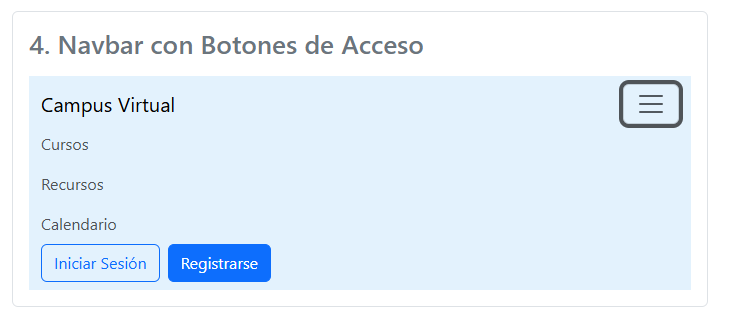 4. Navbar con Botones de Acceso
Campus Virtual
Cursos
Recursos
Calendario
Iniciar Sesión Registrarse